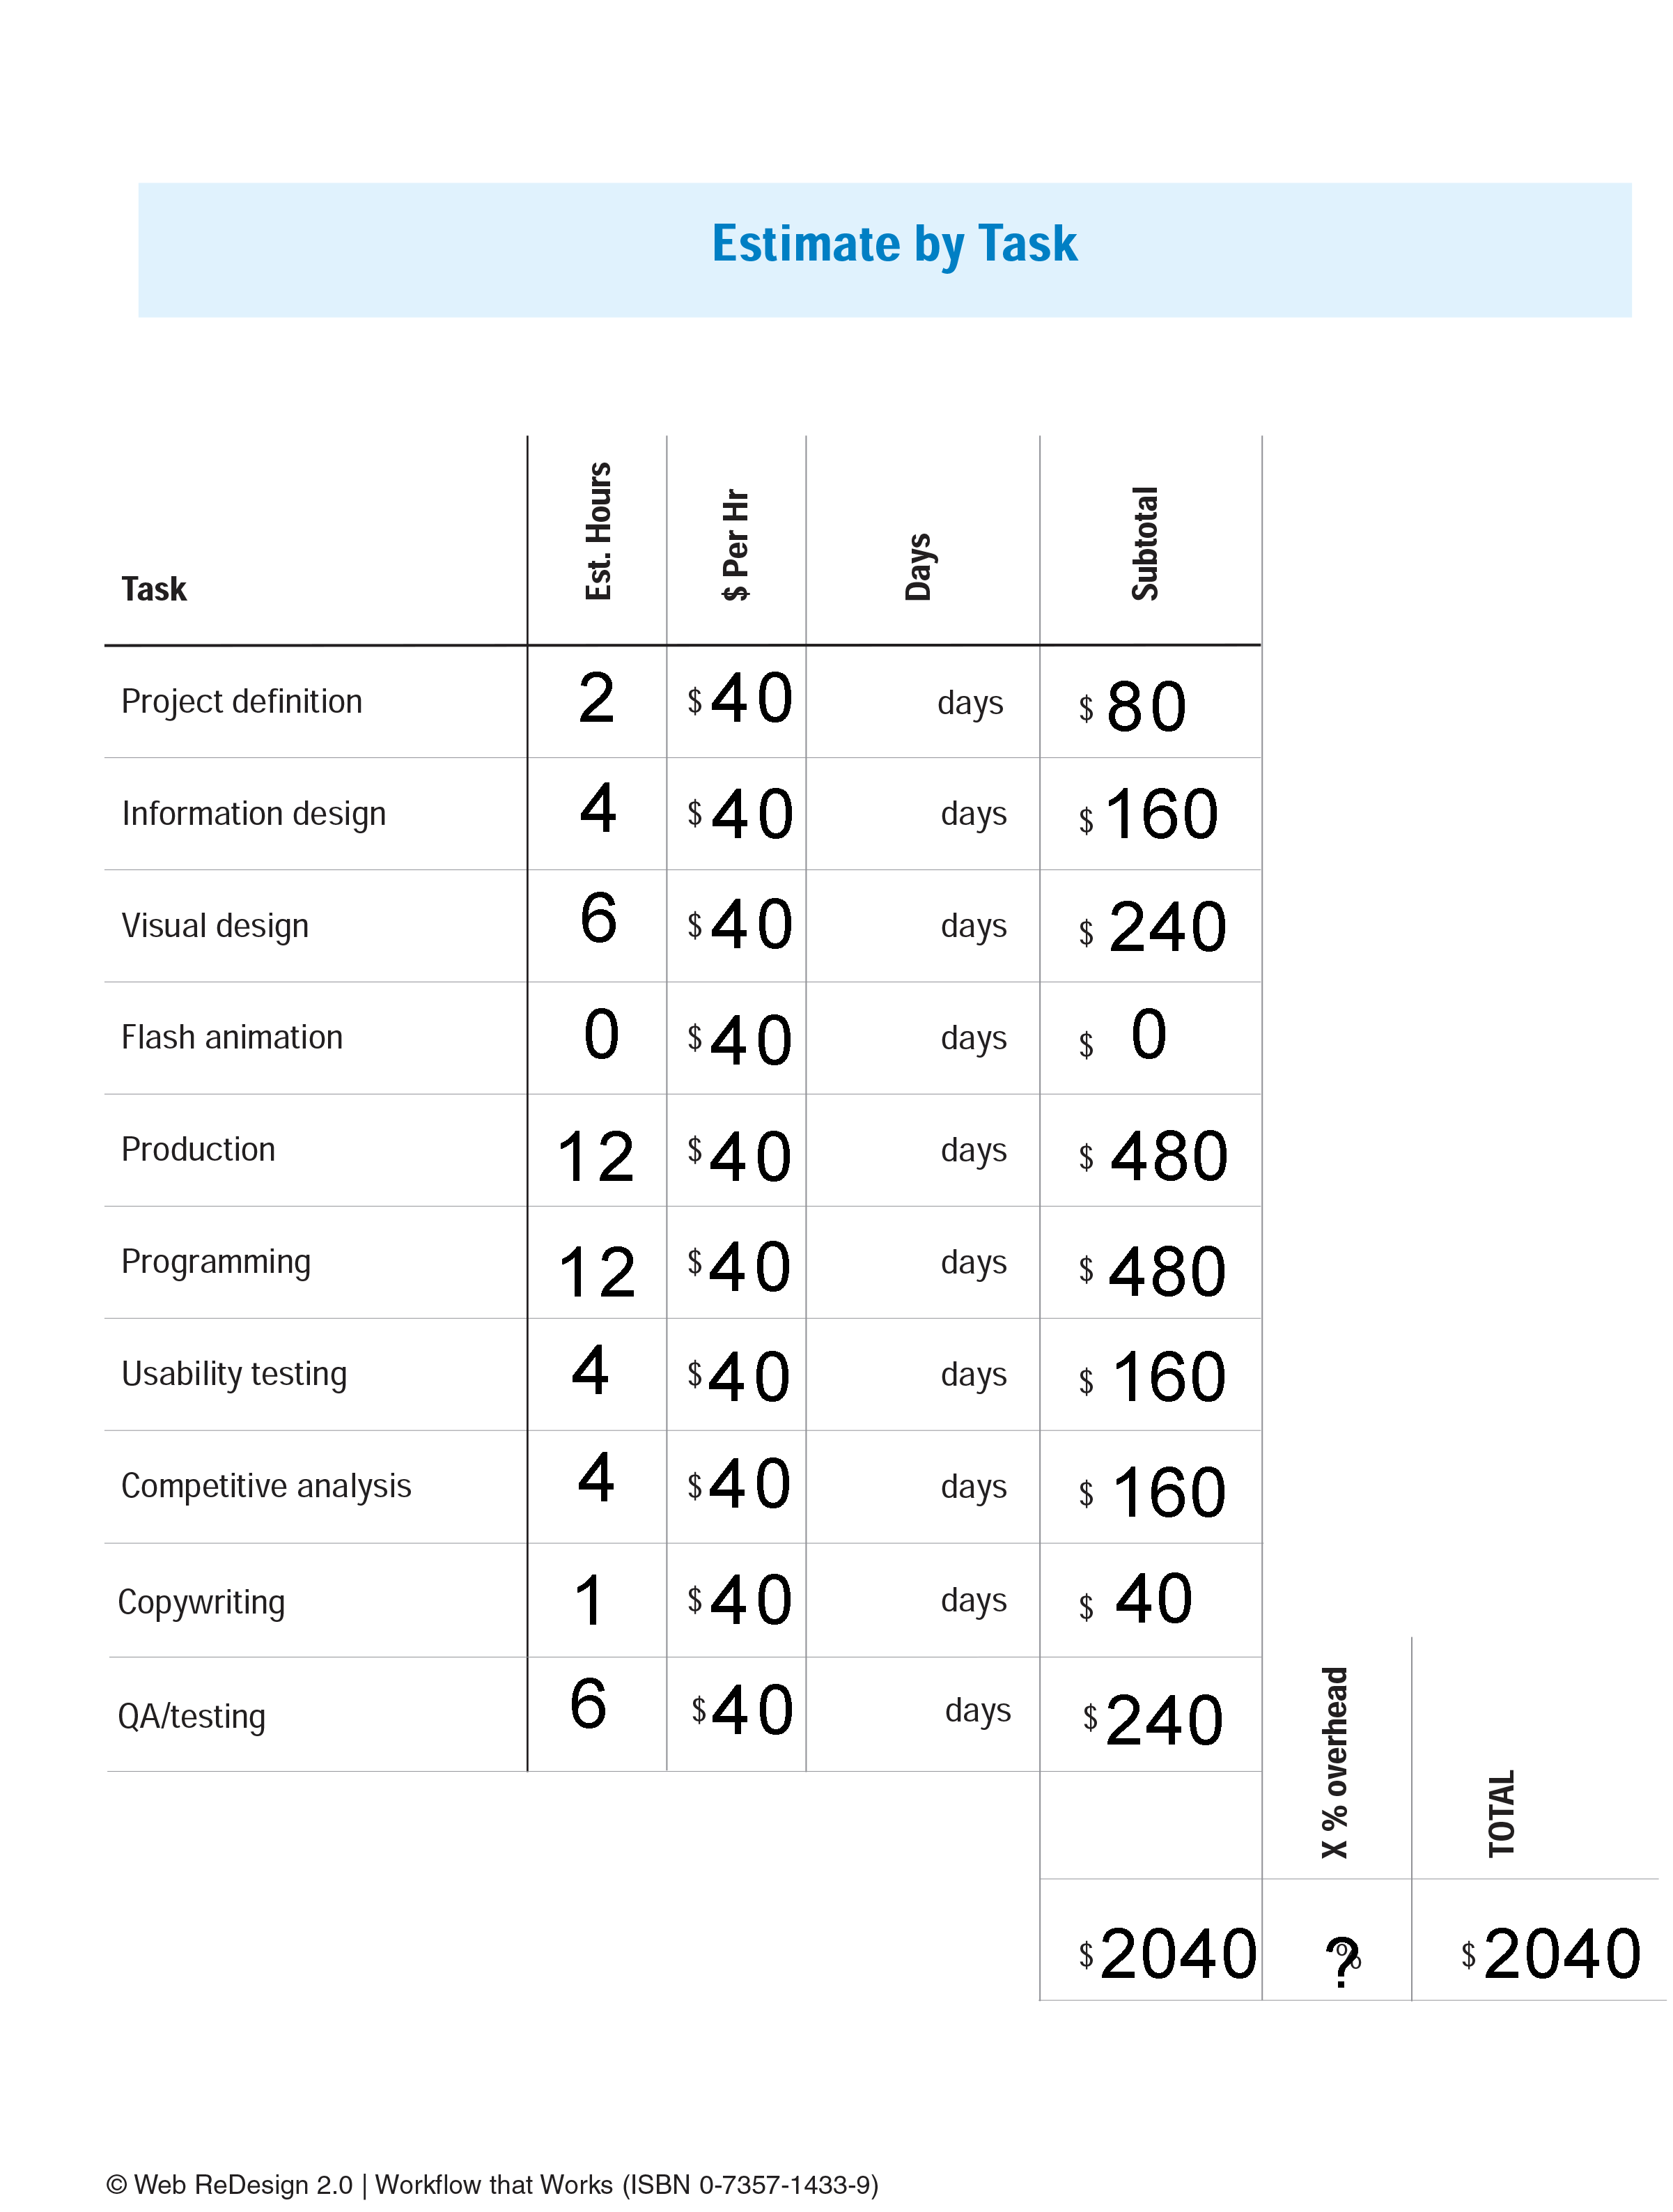 Estimate by Task
Task Est. Hours $ Per Hr Days Subtotal
Project definition 2 $ 40 days $ 80
Information design 4 $ 40 days $ 160
Visual design 6 $ 40 days $ 240
Flash animation 0 $ 40 days $ 0
Production 12 $ 40 days $ 480
Programming 12 $ 40 days $ 480
Usability testing 4 $ 40 days $ 160
Competitive analysis 4 $ 40 days $ 160
Copywriting 1 $ 40 days $ 40
QA/testing 6 $ 40 days $ 240
X % overhead TOTAL
$ 2040 ? % $ 2040
© Web ReDesign 2.0 | Workflow that Works (ISBN 0-7357-1433-9)